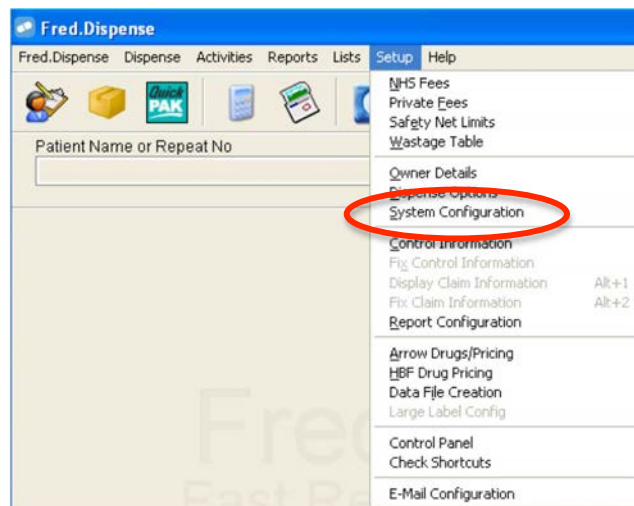 Fred.Dispense
Fred.Dispense Dispense Activities Reports Lists Setup Help
Quick
PAK
Patient Name or Repeat No
NHS Fees
Private Fees
Safety Net Limits
Wastage Table
Owner Details
Dispense Options
System Configuration
Control Information
Fix Control Information
Display Claim Information Alt+1
Fix Claim Information Alt+2
Report Configuration
Arrow Drugs/Pricing
HBF Drug Pricing
Data File Creation
Large Label Config
Control Panel
Check Shortcuts
E-Mail Configuration
Fred
East Re